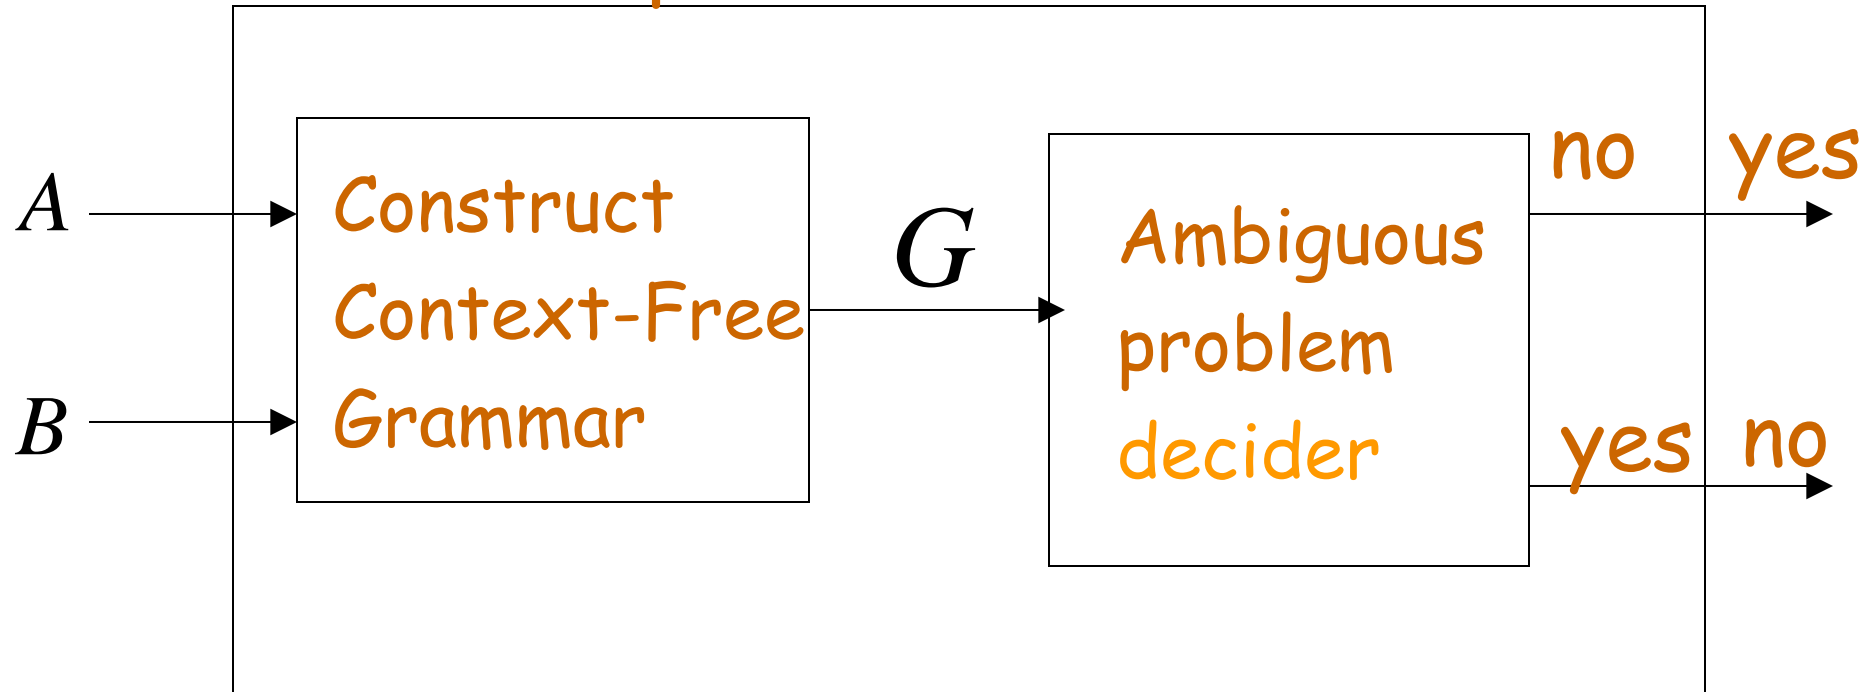 A
B
Construct
Context-Free
Grammar
G
Ambiguous
problem
decider
no yes
yes no